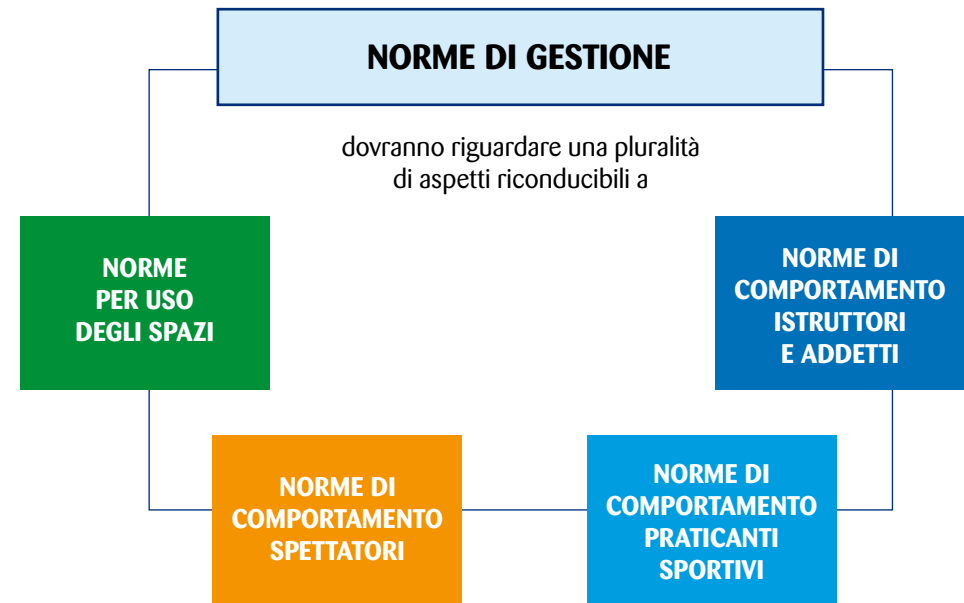 NORME DI GESTIONE
dovranno riguardare una pluralità
di aspetti riconducibili a
NORME
PER USO
DEGLI SPAZI
NORME DI
COMPORTAMENTO
ISTRUTTORI
E ADDETTI
NORME DI
COMPORTAMENTO
SPETTATORI
NORME DI
COMPORTAMENTO
PRATICANTI
SPORTIVI